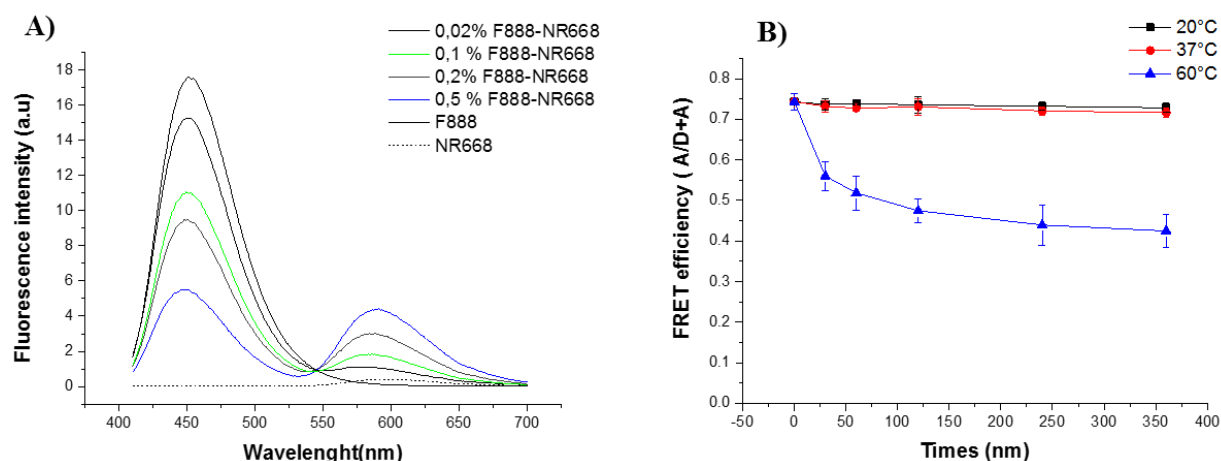 A)
0,02% F888-NR668
0,1 % F888-NR668
0,2% F888-NR668
0,5 % F888-NR668
F888
NR668
Fluorescence intensity (a.u)
18
16
14
12
10
8
6
4
2
0
400 450 500 550 600 650 700
Wavelenght(nm)
B)
20°C
37°C
60°C
FRET efficiency ( A/D+A)
0.8
0.7
0.6
0.5
0.4
0.3
0.2
0.1
0.0
-50 0 50 100 150 200 250 300 350 400
Times (nm)